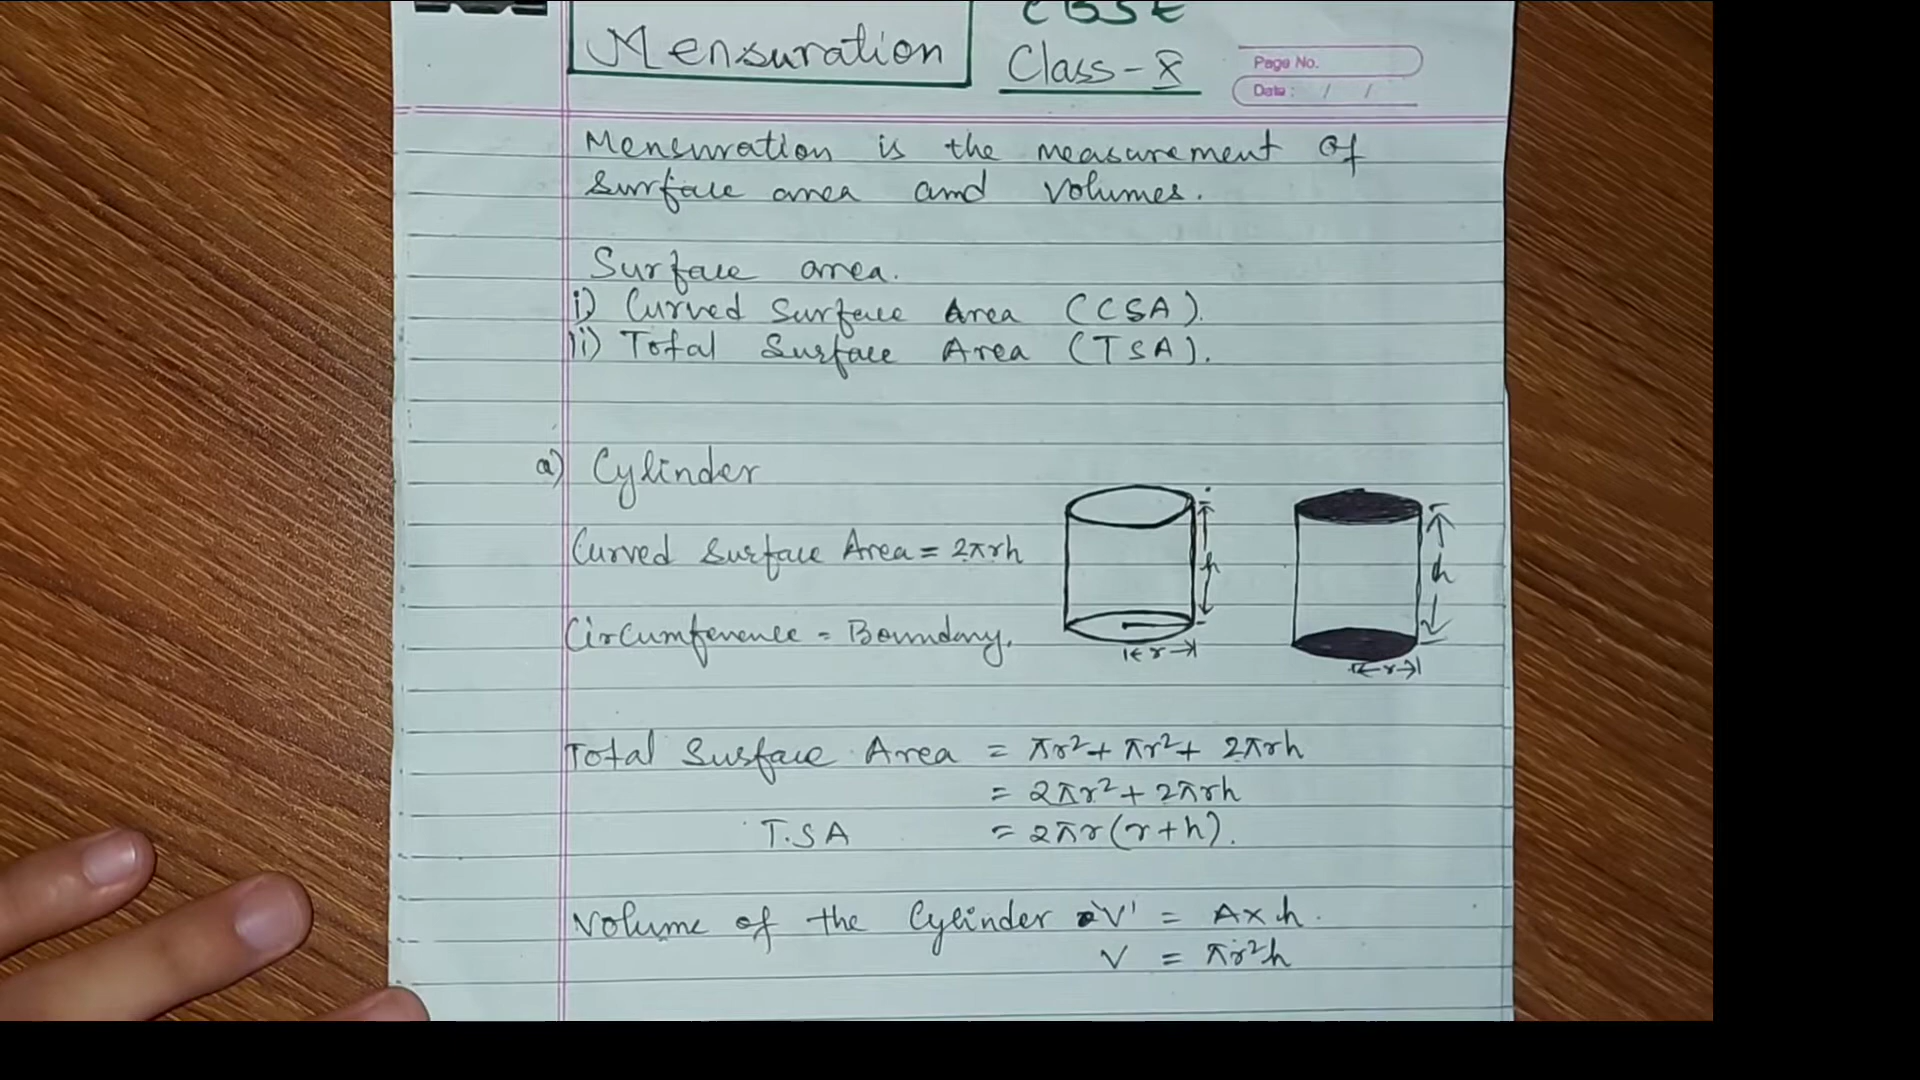 CBSE
Mensuration
Class-X
Page No.
Date: / /
Mensuration is the measurement of
surface area and volumes.
Surface area.
i) Curved Surface Area (CSA).
ii) Total Surface Area (TSA).
a) Cylinder
Curved Surface Area = 2πrh
h
h
Circumference = Boundary.
r
r
Total Surface Area = πr²+ πr²+ 2πrh
= 2πr²+ 2πrh
T.SA = 2πr(r+h).
Volume of the Cylinder 'V' = A×h.
V = πr²h